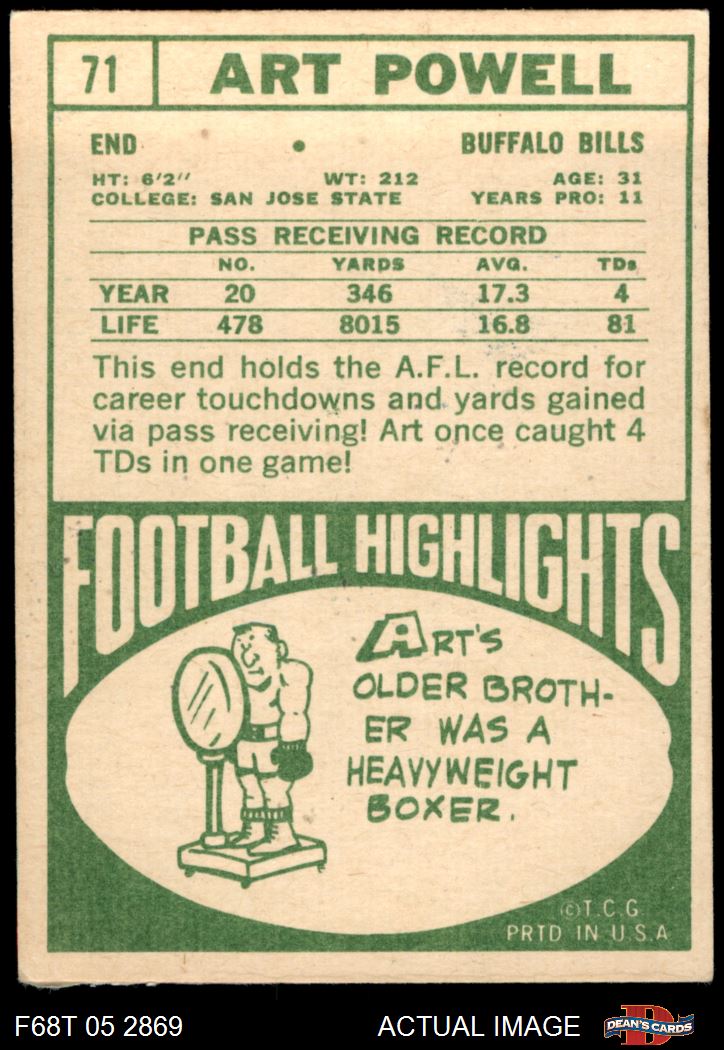 71 ART POWELL
END • BUFFALO BILLS
HT: 6'2" WT: 212 AGE: 31
COLLEGE: SAN JOSE STATE YEARS PRO: 11
PASS RECEIVING RECORD
NO. YARDS AVG. TDs
YEAR 20 346 17.3 4
LIFE 478 8015 16.8 81
This end holds the A.F.L. record for
career touchdowns and yards gained
via pass receiving! Art once caught 4
TDs in one game!
FOOTBALL HIGHLIGHTS
ART'S
OLDER BROTH-
ER WAS A
HEAVYWEIGHT
BOXER.
©T.C.G.
PRTD IN U.S.A
F68T 05 2869 ACTUAL IMAGE D DEAN'S CARDS